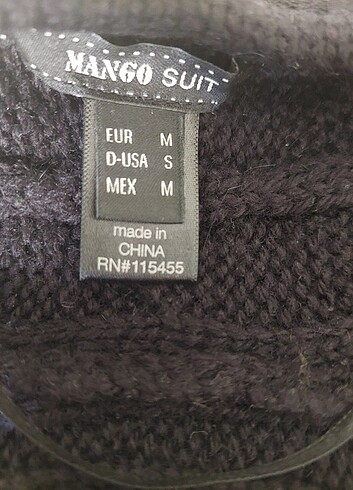 MANGO SUIT
EUR M
D-USA S
MEX M
made in
CHINA
RN#115455